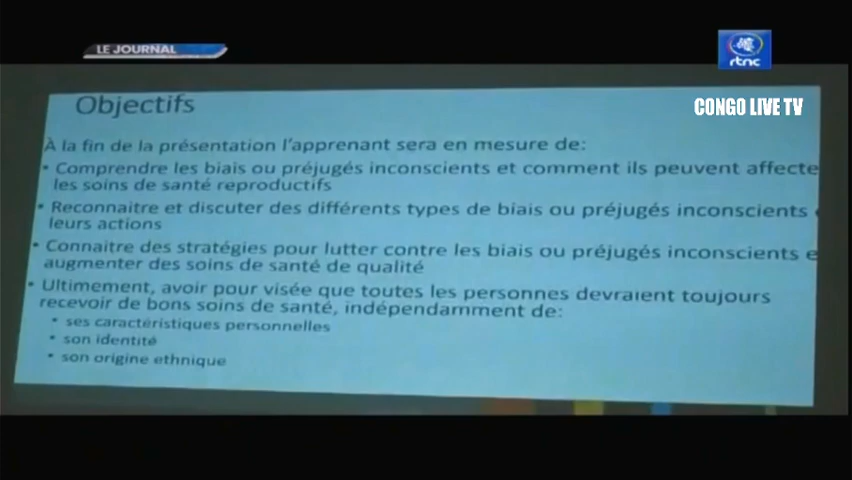 LE JOURNAL
rtnc
CONGO LIVE TV
Objectifs
À la fin de la présentation l'apprenant sera en mesure de:
• Comprendre les biais ou préjugés inconscients et comment ils peuvent affecte
les soins de santé reproductifs
• Reconnaitre et discuter des différents types de biais ou préjugés inconscients
leurs actions
• Connaitre des stratégies pour lutter contre les biais ou préjugés inconscients e
augmenter des soins de santé de qualité
• Ultimement, avoir pour visée que toutes les personnes devraient toujours
recevoir de bons soins de santé, indépendamment de:
• ses caractéristiques personnelles
• son identité
• son origine ethnique